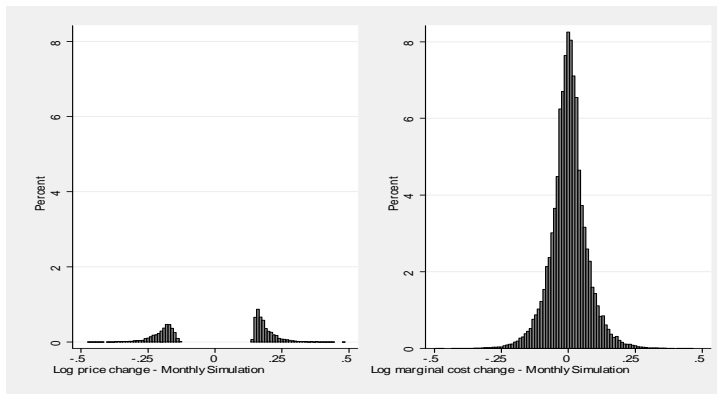 Percent
8
6
4
2
0
-.5 -.25 0 .25 .5
Log price change - Monthly Simulation
Percent
8
6
4
2
0
-.5 -.25 0 .25 .5
Log marginal cost change - Monthly Simulation